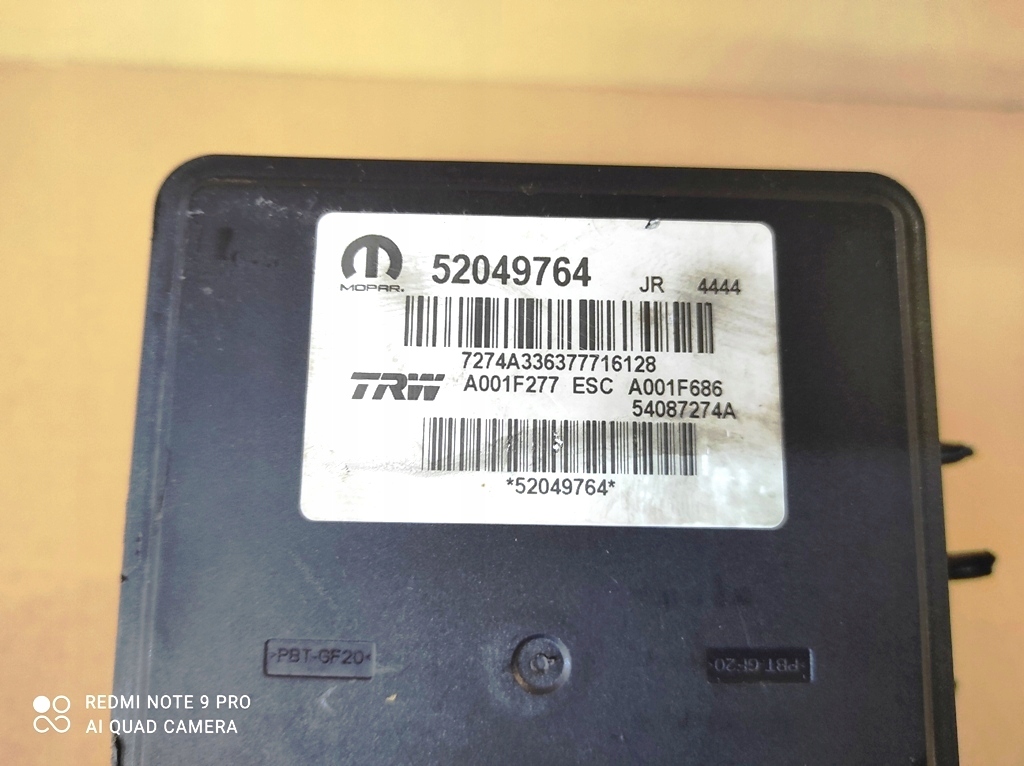 MOPAR.
52049764 JR 4444
7274A336377716128
TRW A001F277 ESC A001F686
54087274A
*52049764*
>PBT-GF20<
>PBT-GF20<
REDMI NOTE 9 PRO
AI QUAD CAMERA